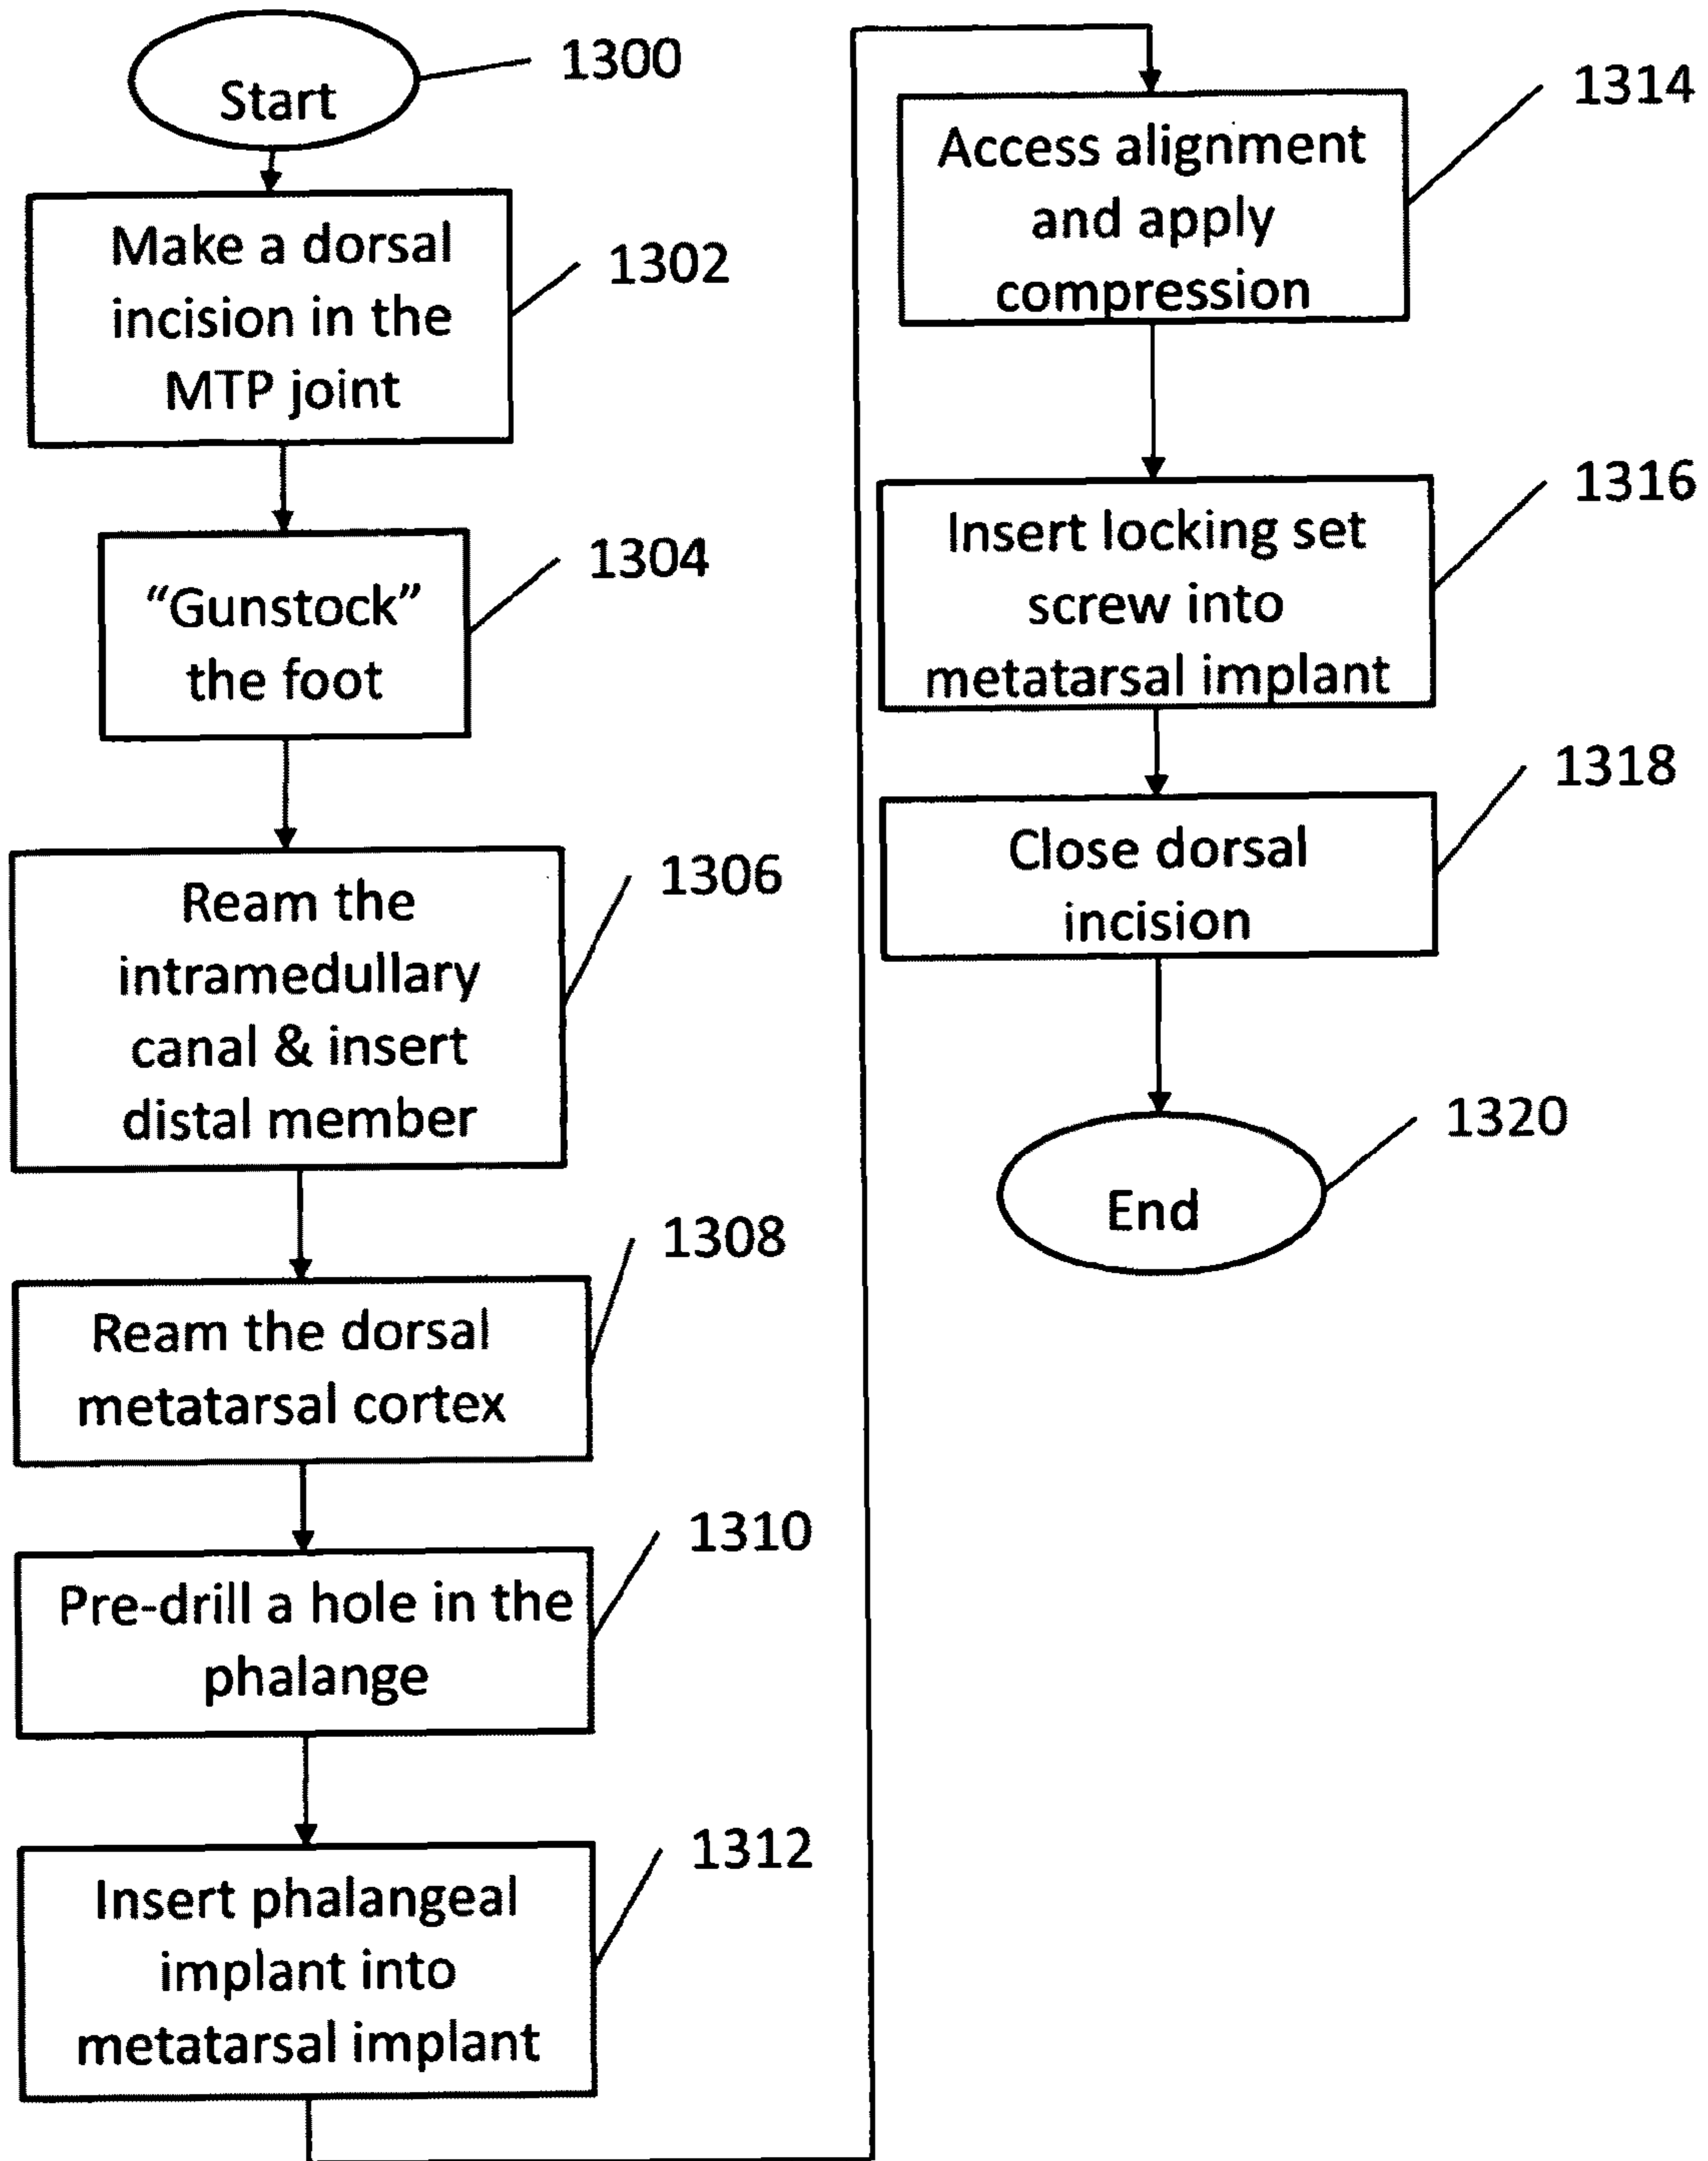 Start
1300
Make a dorsal
incision in the
MTP joint
1302
“Gunstock”
the foot
1304
Ream the
intramedullary
canal & insert
distal member
1306
Ream the dorsal
metatarsal cortex
1308
Pre-drill a hole in the
phalange
1310
Insert phalangeal
implant into
metatarsal implant
1312
Access alignment
and apply
compression
1314
Insert locking set
screw into
metatarsal implant
1316
Close dorsal
incision
1318
End
1320